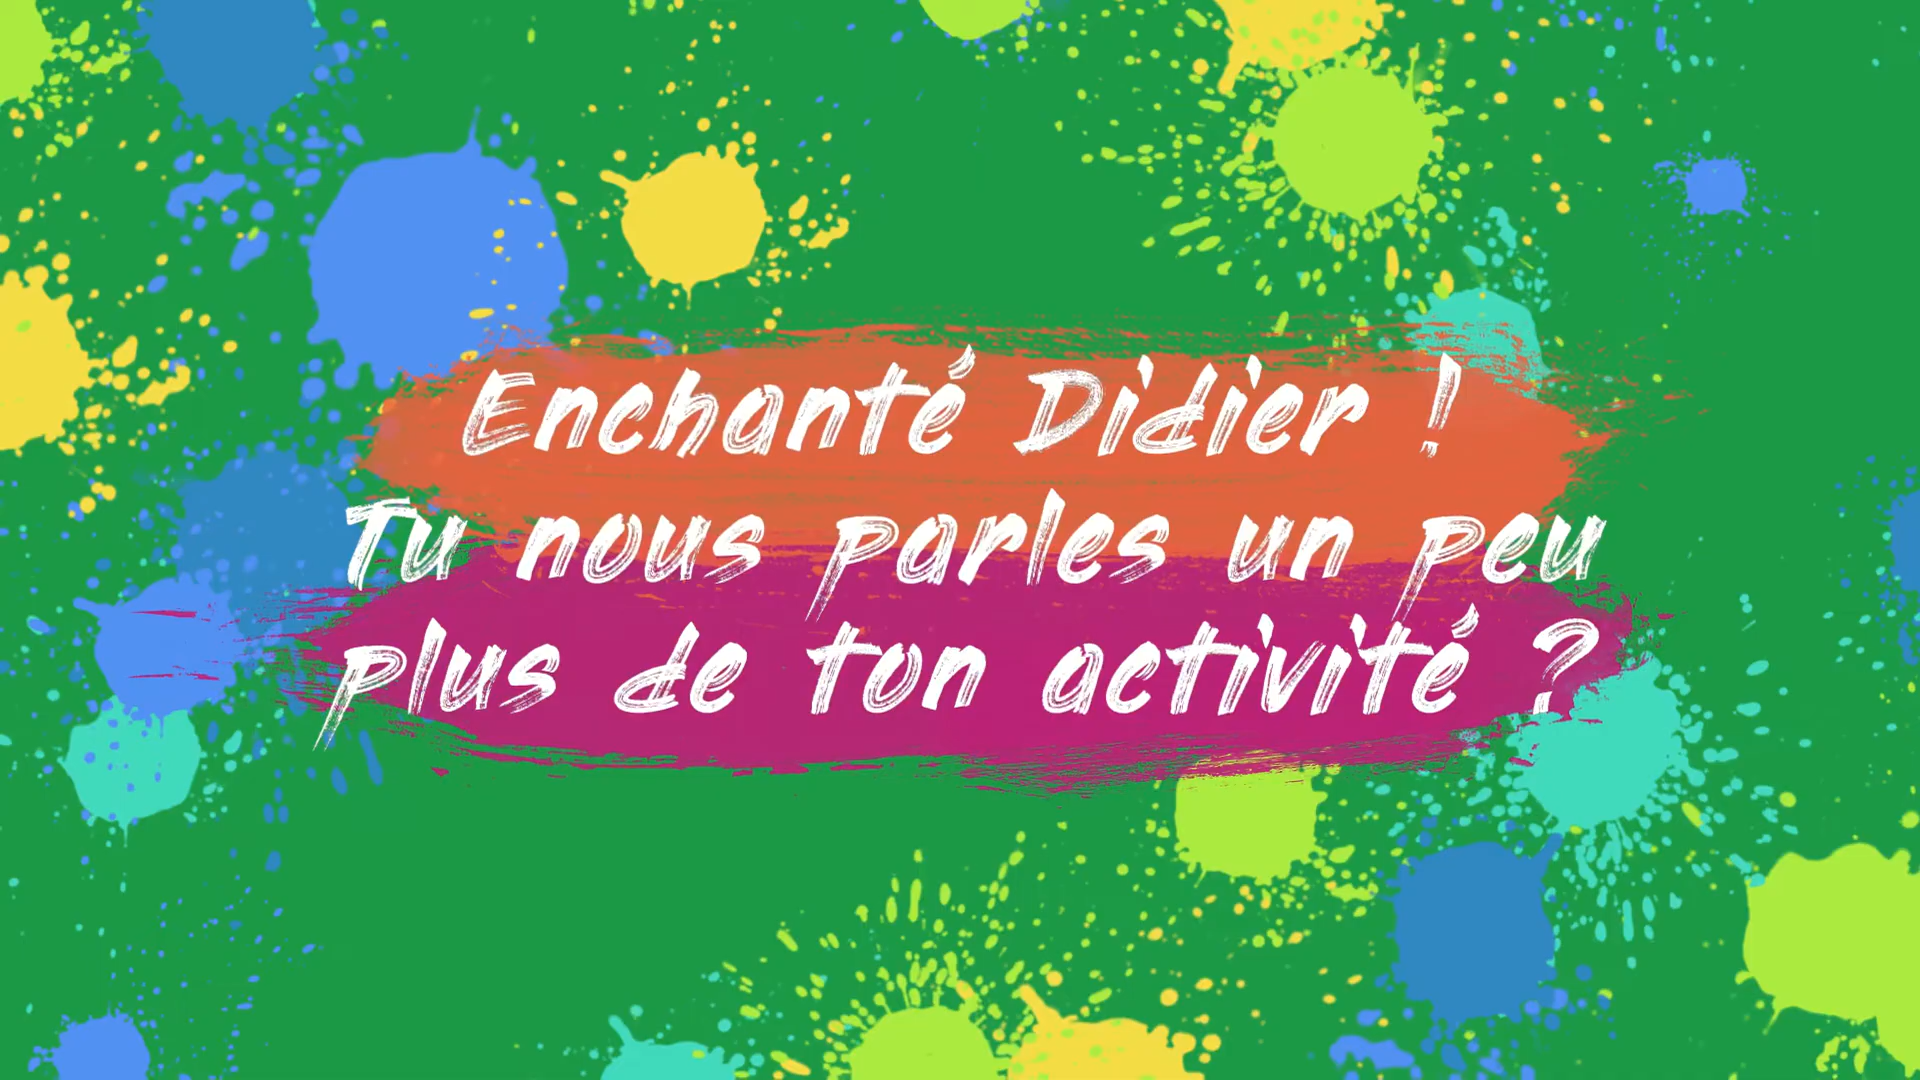 Enchanté Didier !
Tu nous parles un peu
plus de ton activité ?